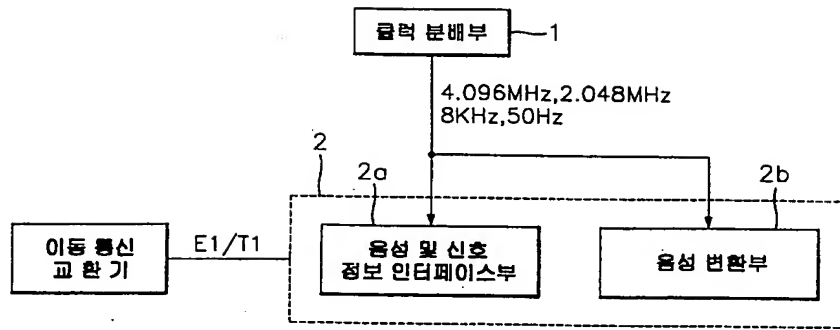 클럭 분배부
1
4.096MHz,2.048MHz
8KHz,50Hz
2
2a
2b
이동 통신
교 환 기
E1/T1
음성 및 신호
정보 인터페이스부
음성 변환부